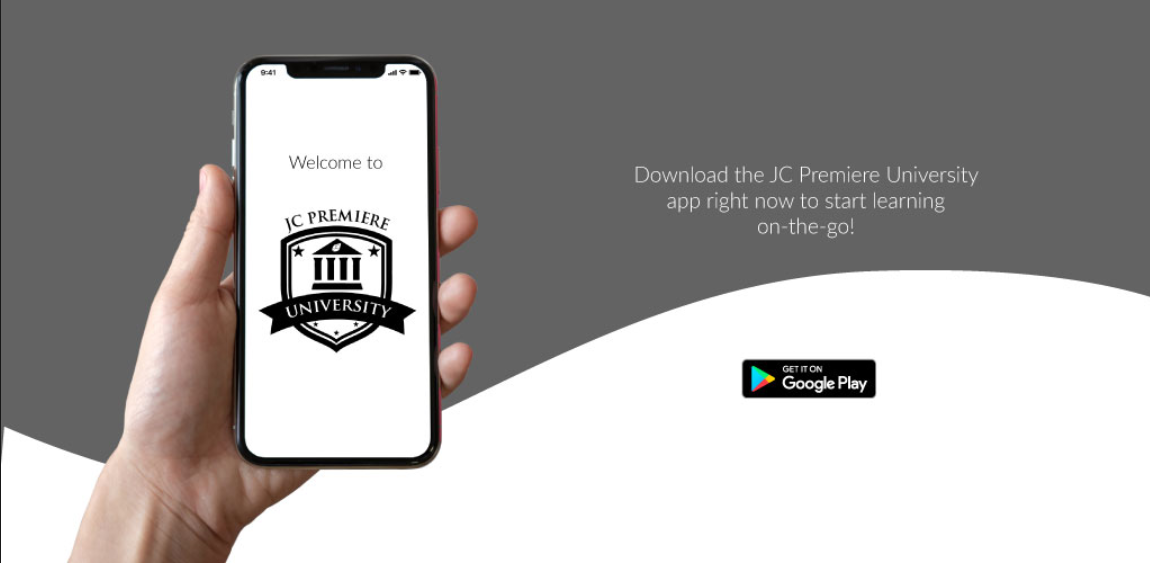 9:41
Welcome to
JC PREMIERE
UNIVERSITY
Download the JC Premiere University
app right now to start learning
on-the-go!
GET IT ON
Google Play